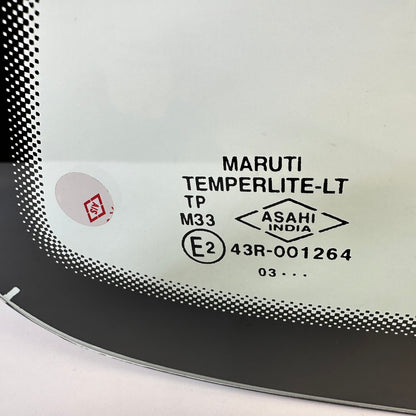 MARUTI
TEMPERLITE-LT
TP
M33 ASAHI INDIA
E2 43R-001264
03 ···